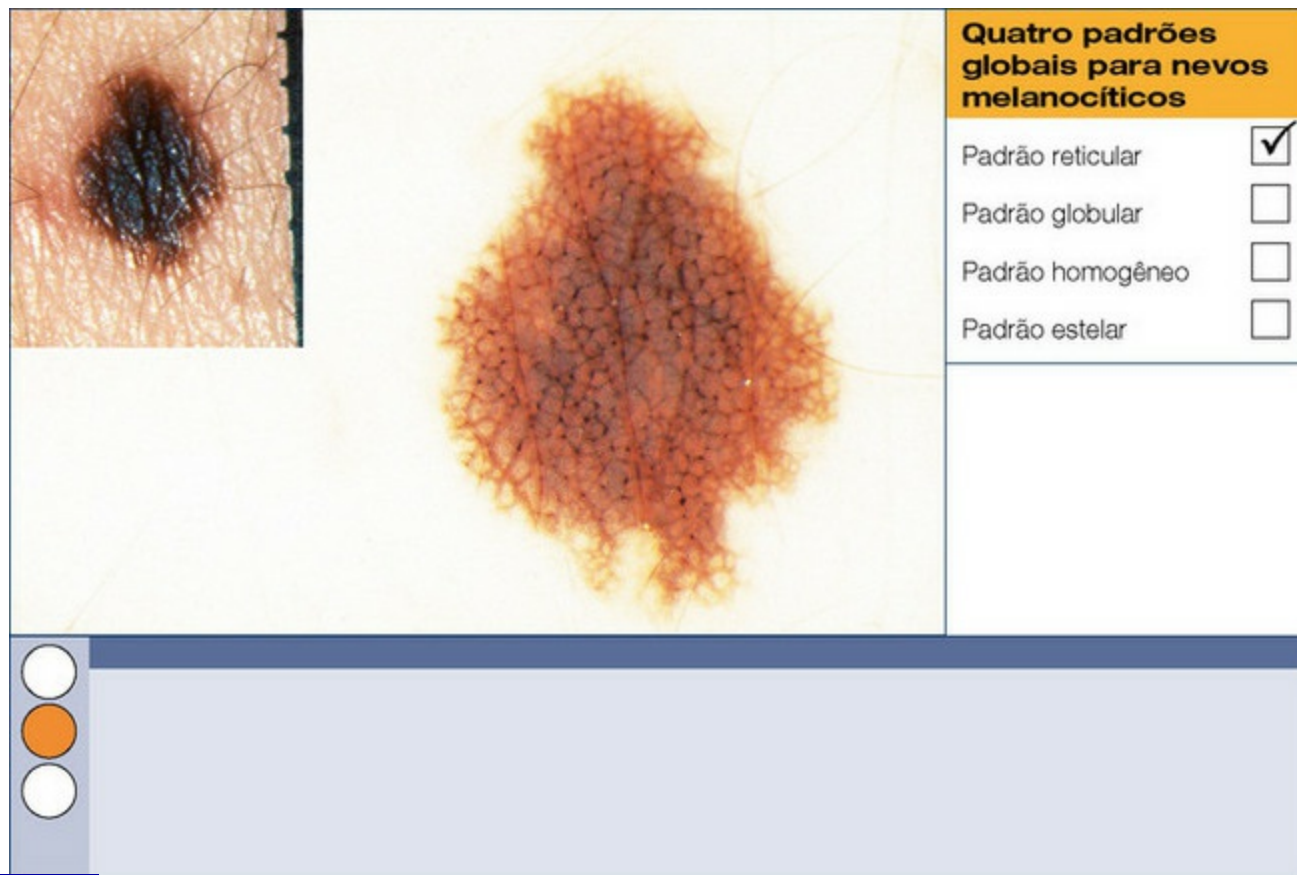 Quatro padrões
globais para nevos
melanocíticos
Padrão reticular
Padrão globular
Padrão homogêneo
Padrão estelar